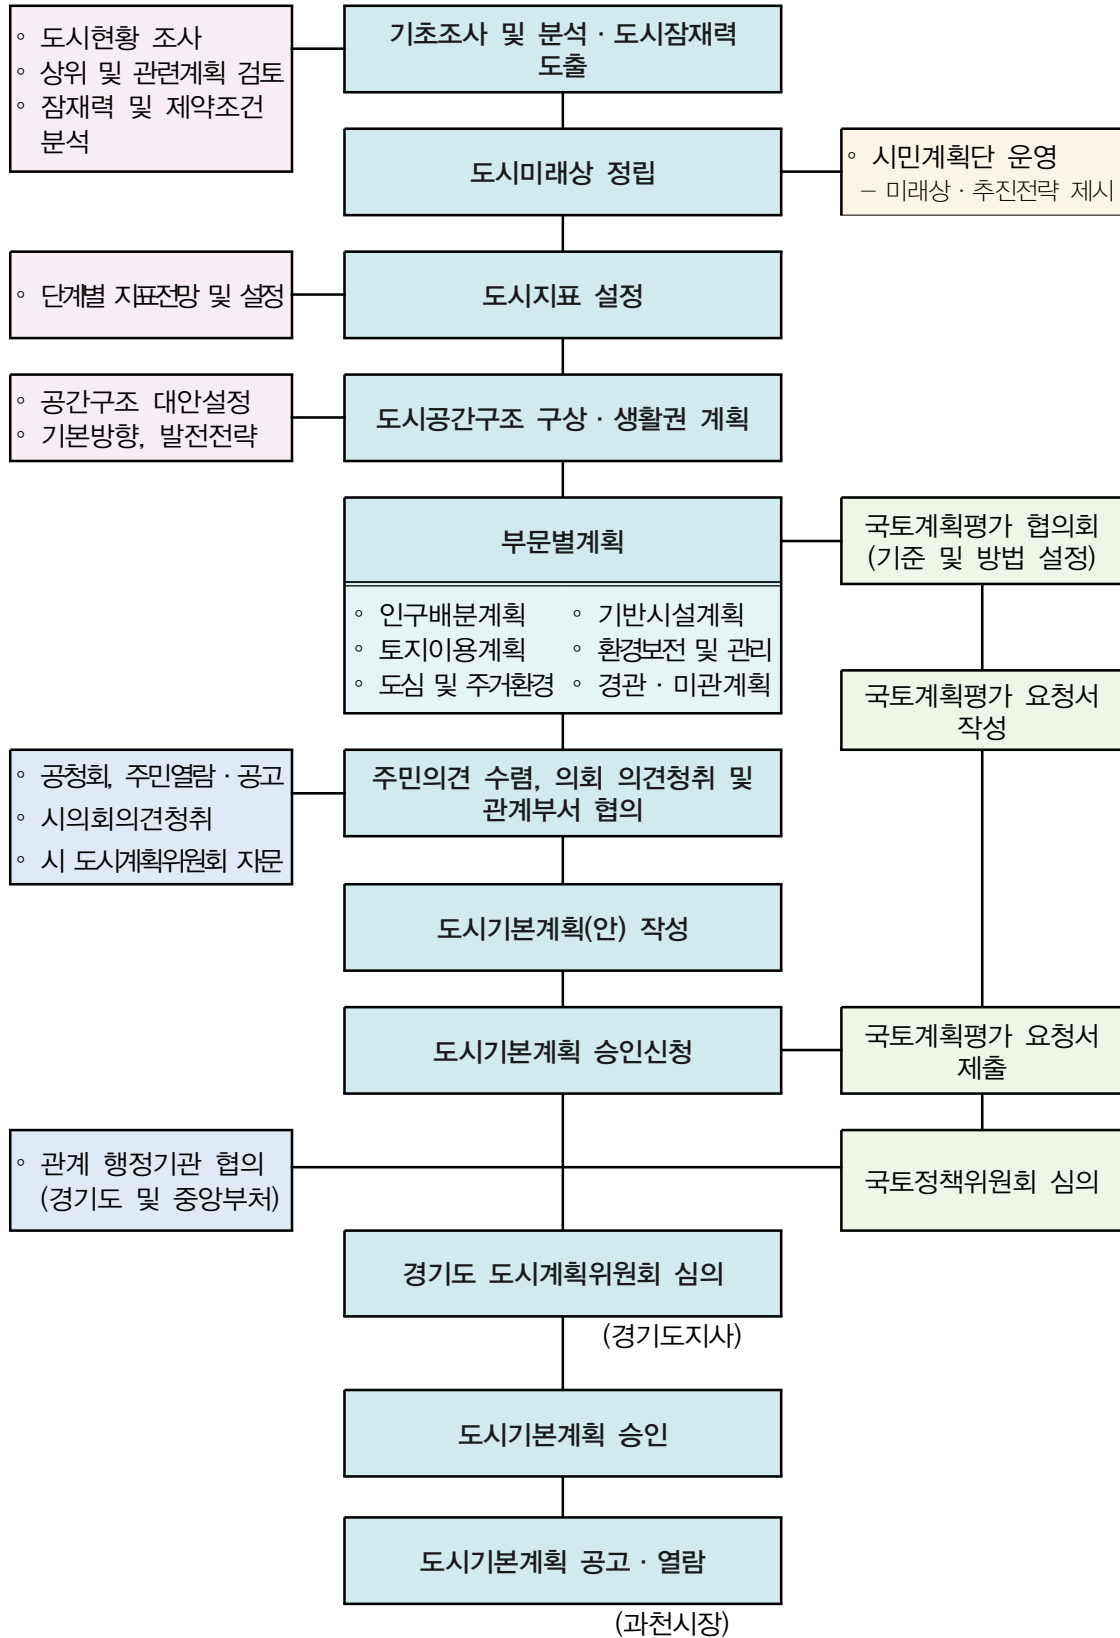 ◦ 도시현황 조사
◦ 상위 및 관련계획 검토
◦ 잠재력 및 제약조건
분석
기초조사 및 분석 · 도시잠재력
도출
도시미래상 정립
◦ 시민계획단 운영
– 미래상 · 추진전략 제시
◦ 단계별 지표전망 및 설정
도시지표 설정
◦ 공간구조 대안설정
◦ 기본방향, 발전전략
도시공간구조 구상 · 생활권 계획
부문별계획
◦ 인구배분계획
◦ 토지이용계획
◦ 도심 및 주거환경
◦ 기반시설계획
◦ 환경보전 및 관리
◦ 경관 · 미관계획
국토계획평가 협의회
(기준 및 방법 설정)
국토계획평가 요청서
작성
◦ 공청회, 주민열람 · 공고
◦ 시의회의견청취
◦ 시 도시계획위원회 자문
주민의견 수렴, 의회 의견청취 및
관계부서 협의
도시기본계획(안) 작성
도시기본계획 승인신청
국토계획평가 요청서
제출
◦ 관계 행정기관 협의
(경기도 및 중앙부처)
국토정책위원회 심의
경기도 도시계획위원회 심의
(경기도지사)
도시기본계획 승인
도시기본계획 공고 · 열람
(과천시장)